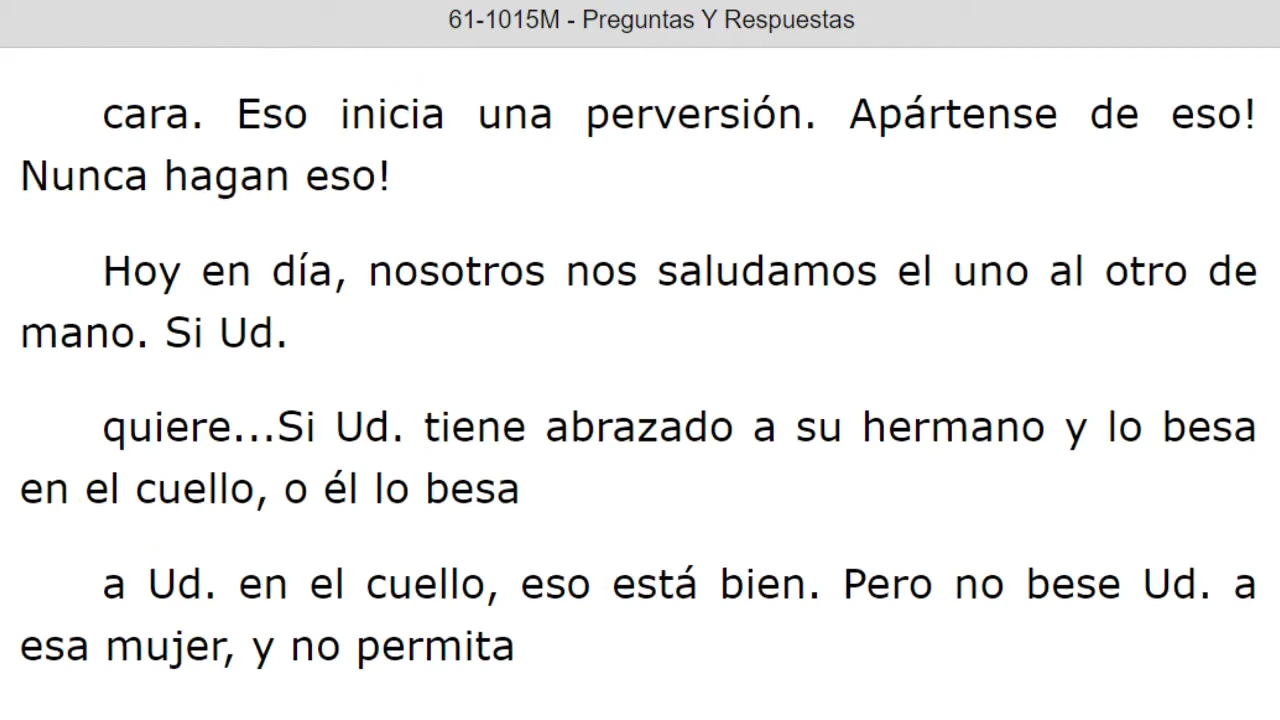 61-1015M - Preguntas Y Respuestas
cara. Eso inicia una perversión. Apártense de eso!
Nunca hagan eso!
Hoy en día, nosotros nos saludamos el uno al otro de
mano. Si Ud.
quiere...Si Ud. tiene abrazado a su hermano y lo besa
en el cuello, o él lo besa
a Ud. en el cuello, eso está bien. Pero no bese Ud. a
esa mujer, y no permita